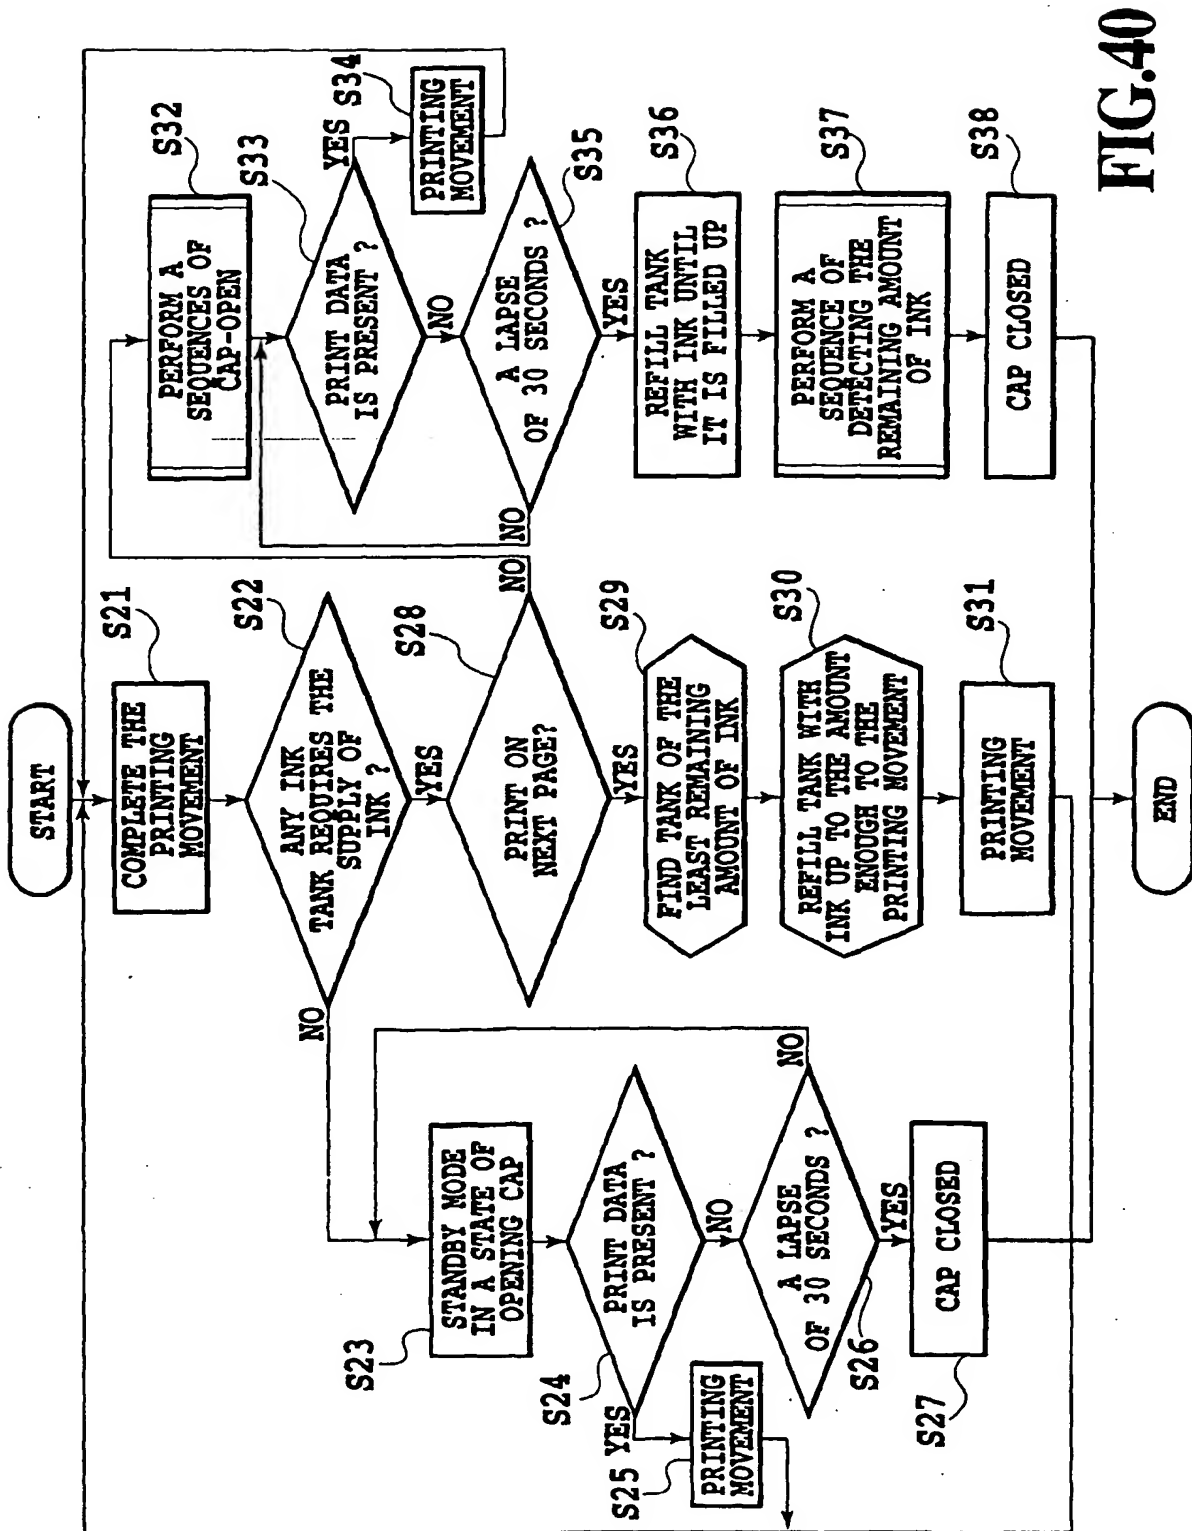 START
S21
COMPLETE THE
PRINTING
MOVEMENT
S22
ANY INK
TANK REQUIRES THE
SUPPLY OF
INK ?
NO
YES
S23
STANDBY MODE
IN A STATE OF
OPENING CAP
S24
PRINT DATA
IS PRESENT ?
YES
NO
S25
PRINTING
MOVEMENT
S26
A LAPSE
OF 30 SECONDS ?
NO
YES
S27
CAP CLOSED
S28
PRINT ON
NEXT PAGE?
NO
YES
S29
FIND TANK OF THE
LEAST REMAINING
AMOUNT OF INK
S30
REFILL TANK WITH
INK UP TO THE AMOUNT
ENOUGH TO THE
PRINTING MOVEMENT
S31
PRINTING
MOVEMENT
S32
PERFORM A
SEQUENCES OF
CAP-OPEN
S33
PRINT DATA
IS PRESENT ?
YES
NO
S34
PRINTING
MOVEMENT
S35
A LAPSE
OF 30 SECONDS ?
NO
YES
S36
REFILL TANK
WITH INK UNTIL
IT IS FILLED UP
S37
PERFORM A
SEQUENCE OF
DETECTING THE
REMAINING AMOUNT
OF INK
S38
CAP CLOSED
END
FIG.40